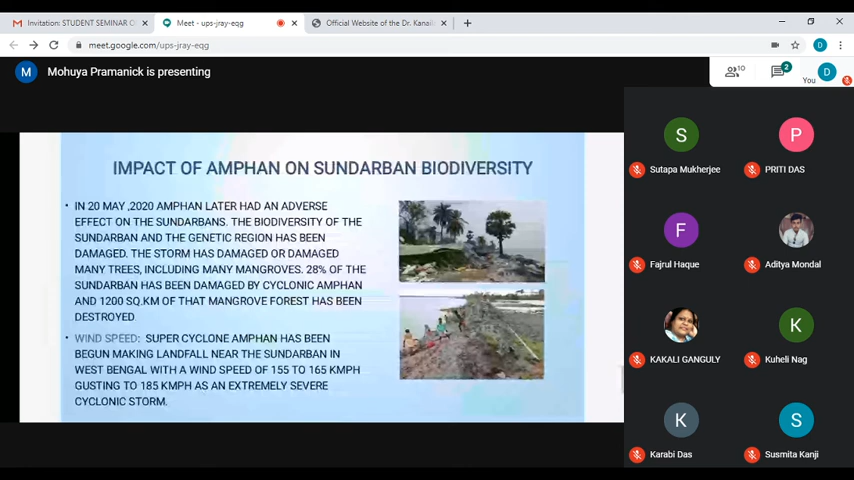 Invitation: STUDENT SEMINAR O
Meet - ups-jray-eqg
Official Website of the Dr. Kanail
meet.google.com/ups-jray-eqg
D
M
Mohuya Pramanick is presenting
10
2
You
D
IMPACT OF AMPHAN ON SUNDARBAN BIODIVERSITY
• IN 20 MAY ,2020 AMPHAN LATER HAD AN ADVERSE
EFFECT ON THE SUNDARBANS. THE BIODIVERSITY OF THE
SUNDARBAN AND THE GENETIC REGION HAS BEEN
DAMAGED. THE STORM HAS DAMAGED OR DAMAGED
MANY TREES, INCLUDING MANY MANGROVES. 28% OF THE
SUNDARBAN HAS BEEN DAMAGED BY CYCLONIC AMPHAN
AND 1200 SQ.KM OF THAT MANGROVE FOREST HAS BEEN
DESTROYED.
• WIND SPEED: SUPER CYCLONE AMPHAN HAS BEEN
BEGUN MAKING LANDFALL NEAR THE SUNDARBAN IN
WEST BENGAL WITH A WIND SPEED OF 155 TO 165 KMPH
GUSTING TO 185 KMPH AS AN EXTREMELY SEVERE
CYCLONIC STORM.
S
P
Sutapa Mukherjee
PRITI DAS
F
Fajrul Haque
Aditya Mondal
K
KAKALI GANGULY
Kuheli Nag
K
S
Karabi Das
Susmita Kanji